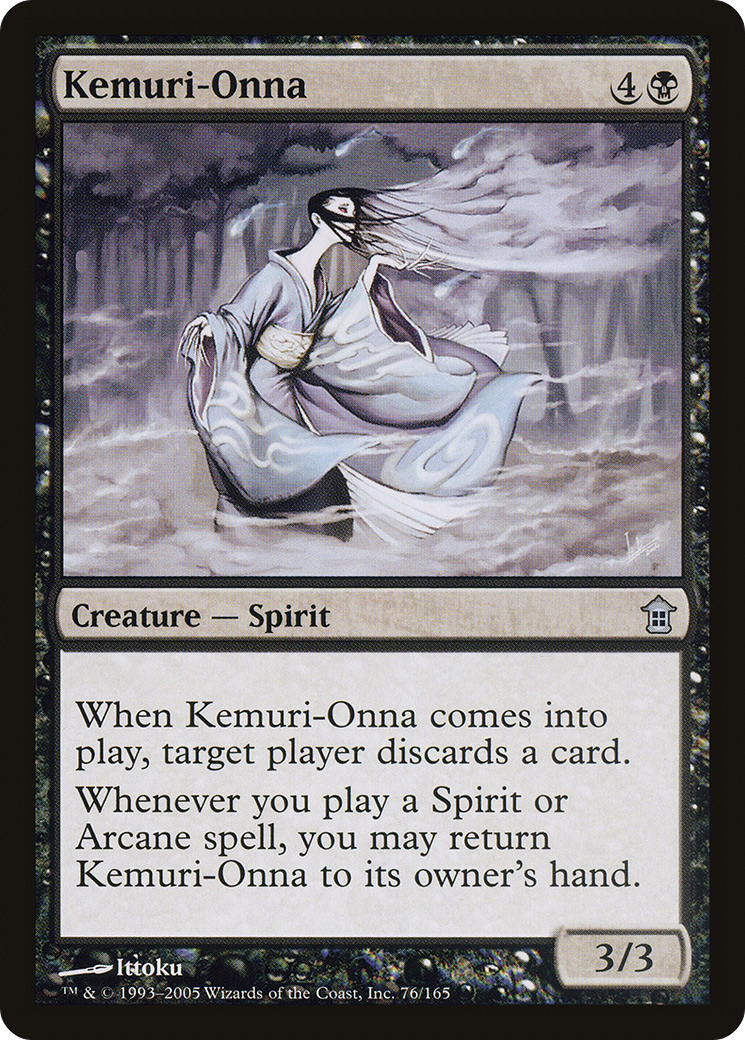 Kemuri-Onna 4
Creature — Spirit
When Kemuri-Onna comes into
play, target player discards a card.
Whenever you play a Spirit or
Arcane spell, you may return
Kemuri-Onna to its owner's hand.
3/3
Ittoku
™ & © 1993–2005 Wizards of the Coast, Inc. 76/165